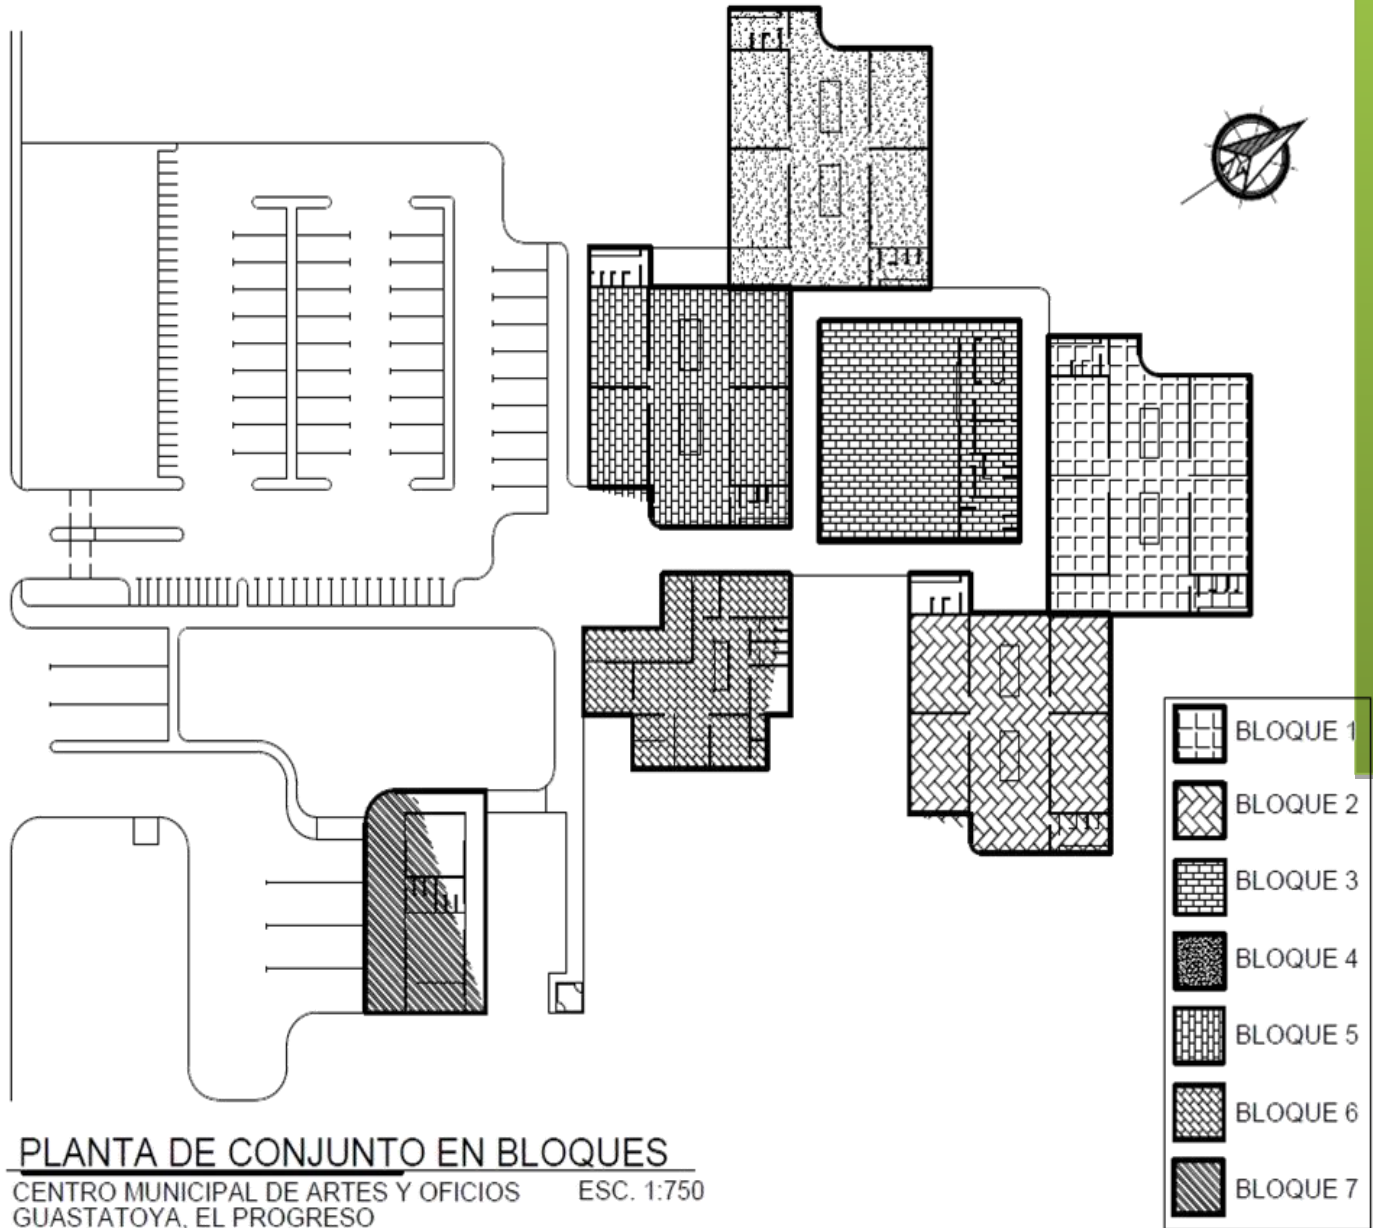 BLOQUE 1
BLOQUE 2
BLOQUE 3
BLOQUE 4
BLOQUE 5
BLOQUE 6
BLOQUE 7
PLANTA DE CONJUNTO EN BLOQUES
CENTRO MUNICIPAL DE ARTES Y OFICIOS ESC. 1:750
GUASTATOYA, EL PROGRESO